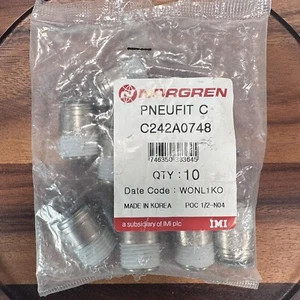 NORGREN
PNEUFIT C
C242A0748
QTY : 10
Date Code : WONL1KO
MADE IN KOREA POC 1/2-N04
a subsidiary of IMI plc IMI